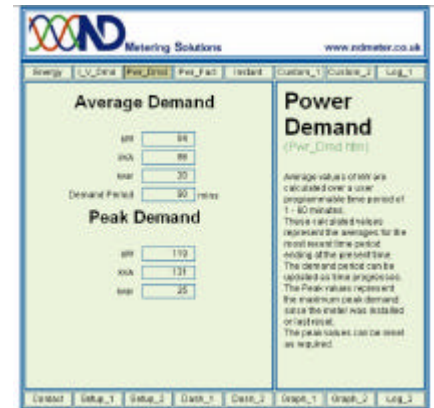 ND Metering Solutions www.ndmeter.co.uk
Energy I_V_Dmd Pwr_Dmd Pwr_Fact Instant Custom_1 Custom_2 Log_1
Average Demand
kW
kVA
kvar
Demand Period mins
Peak Demand
kW 119
kVA 131
kvar
Power
Demand
(Pwr_Dmd.htm)
Average values of kW are
calculated over a user
programmable time period of
1 - 60 minutes.
These calculated values
represent the averages for the
most recent time period
ending at the present time.
The demand period can be
updated as time progresses.
The Peak values represent
the maximum peak demand
since the meter was installed
or last reset.
The peak values can be reset
as required.
Contact Setup_1 Setup_2 Dash_1 Dash_2 Graph_1 Graph_2 Log_2